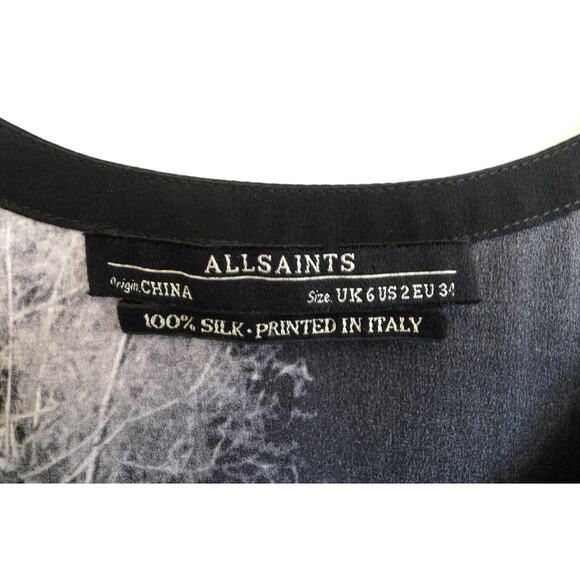 ALLSAINTS
Origin. CHINA Size. UK 6 US 2 EU 34
100% SILK • PRINTED IN ITALY